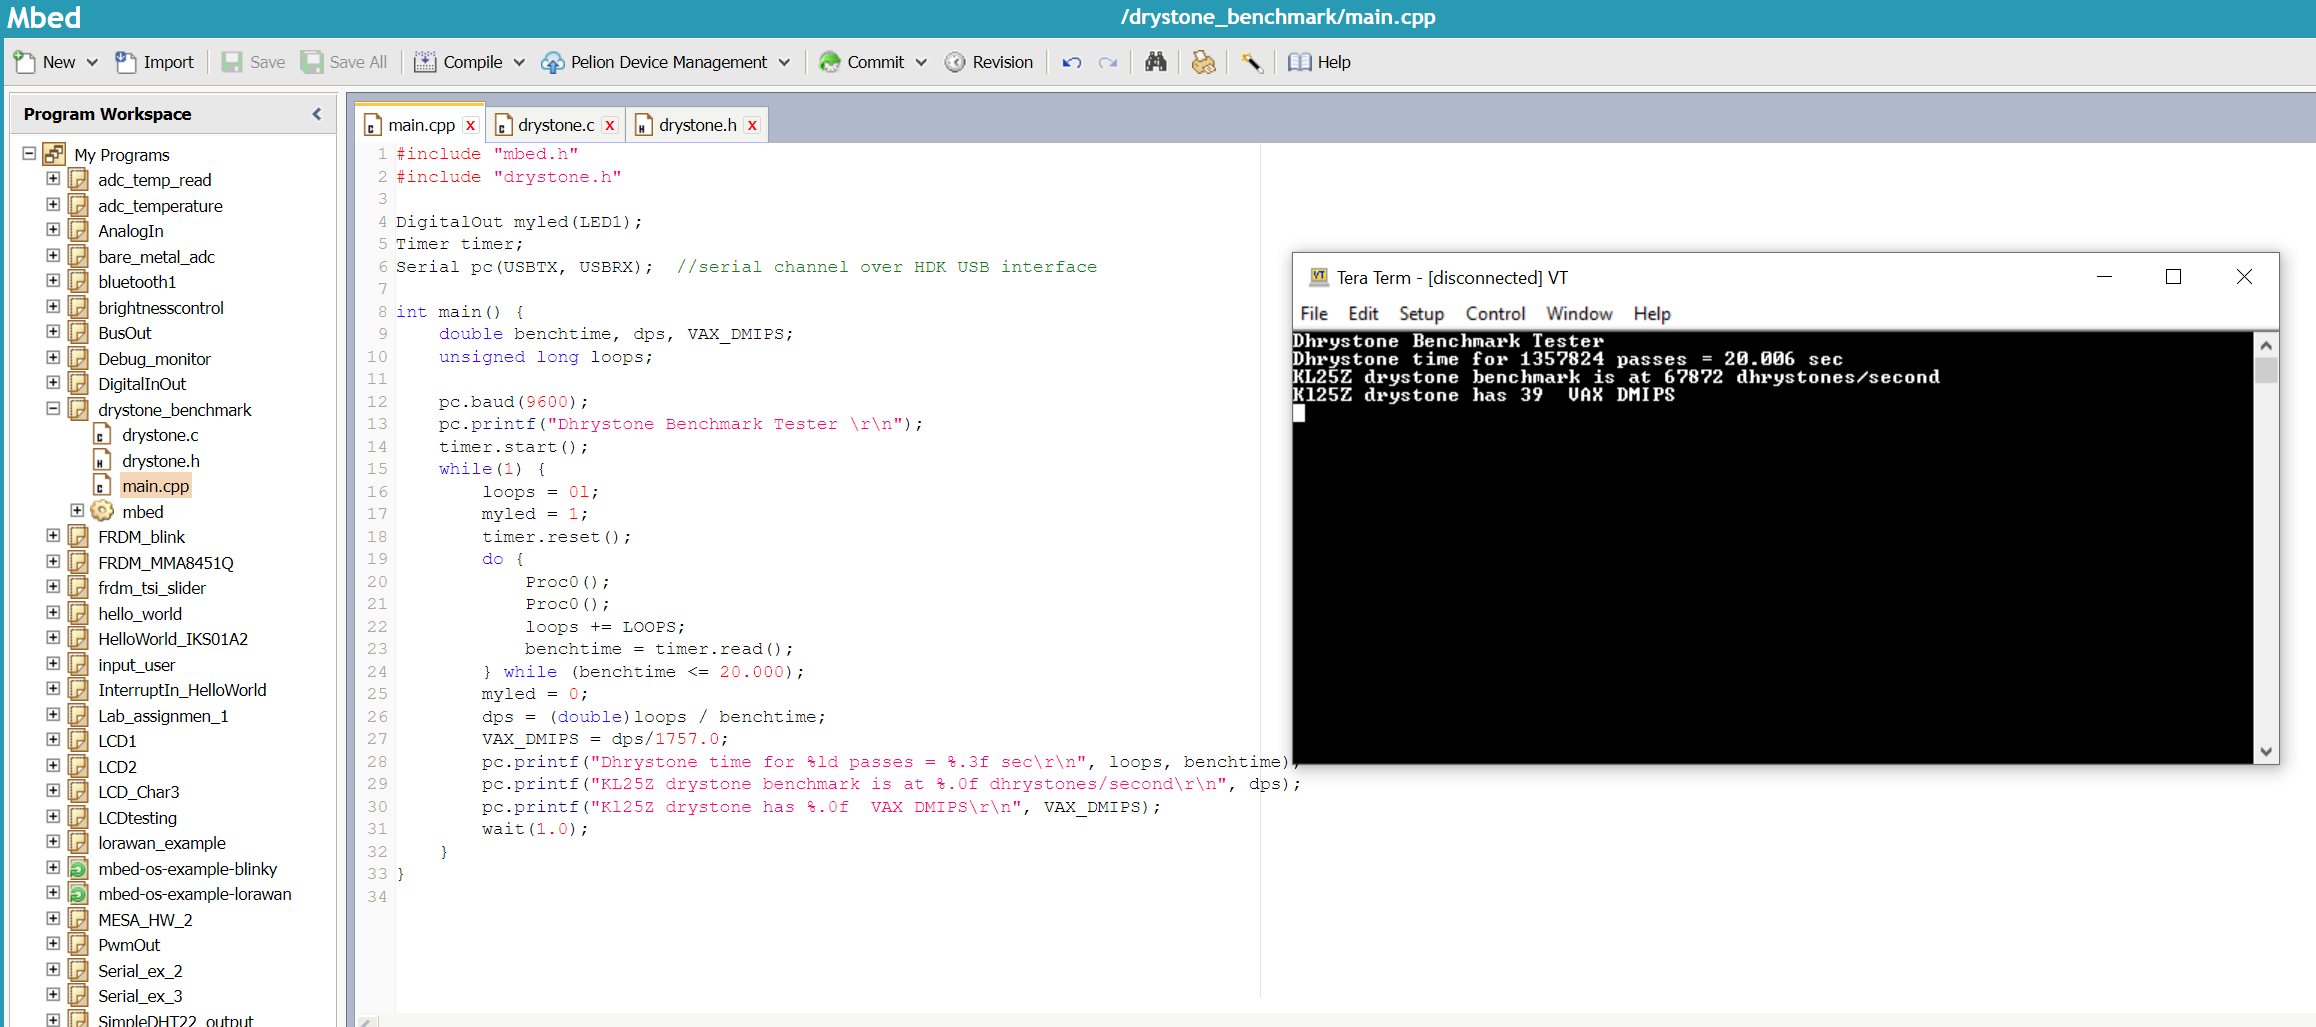 Mbed
/drystone_benchmark/main.cpp
New Import Save Save All Compile Pelion Device Management Commit Revision Help
Program Workspace
My Programs
adc_temp_read
adc_temperature
AnalogIn
bare_metal_adc
bluetooth1
brightnesscontrol
BusOut
Debug_monitor
DigitalInOut
drystone_benchmark
drystone.c
drystone.h
main.cpp
mbed
FRDM_blink
FRDM_MMA8451Q
frdm_tsi_slider
hello_world
HelloWorld_IKS01A2
input_user
InterruptIn_HelloWorld
Lab_assignmen_1
LCD1
LCD2
LCD_Char3
LCDtesting
lorawan_example
mbed-os-example-blinky
mbed-os-example-lorawan
MESA_HW_2
PwmOut
Serial_ex_2
Serial_ex_3
SimpleDHT22_output
main.cpp x drystone.c x drystone.h x
1 #include "mbed.h"
2 #include "drystone.h"
3
4 DigitalOut myled(LED1);
5 Timer timer;
6 Serial pc(USBTX, USBRX);  //serial channel over HDK USB interface
7
8 int main() {
9     double benchtime, dps, VAX_DMIPS;
10     unsigned long loops;
11
12     pc.baud(9600);
13     pc.printf("Dhrystone Benchmark Tester \r\n");
14     timer.start();
15     while(1) {
16         loops = 0l;
17         myled = 1;
18         timer.reset();
19         do {
20             Proc0();
21             Proc0();
22             loops += LOOPS;
23             benchtime = timer.read();
24         } while (benchtime <= 20.000);
25         myled = 0;
26         dps = (double)loops / benchtime;
27         VAX_DMIPS = dps/1757.0;
28         pc.printf("Dhrystone time for %ld passes = %.3f sec\r\n", loops, benchtime);
29         pc.printf("KL25Z drystone benchmark is at %.0f dhrystones/second\r\n", dps);
30         pc.printf("Kl25Z drystone has %.0f  VAX DMIPS\r\n", VAX_DMIPS);
31         wait(1.0);
32     }
33 }
34
VT Tera Term - [disconnected] VT
File Edit Setup Control Window Help
Dhrystone Benchmark Tester
Dhrystone time for 1357824 passes = 20.006 sec
KL25Z drystone benchmark is at 67872 dhrystones/second
Kl25Z drystone has 39  VAX DMIPS